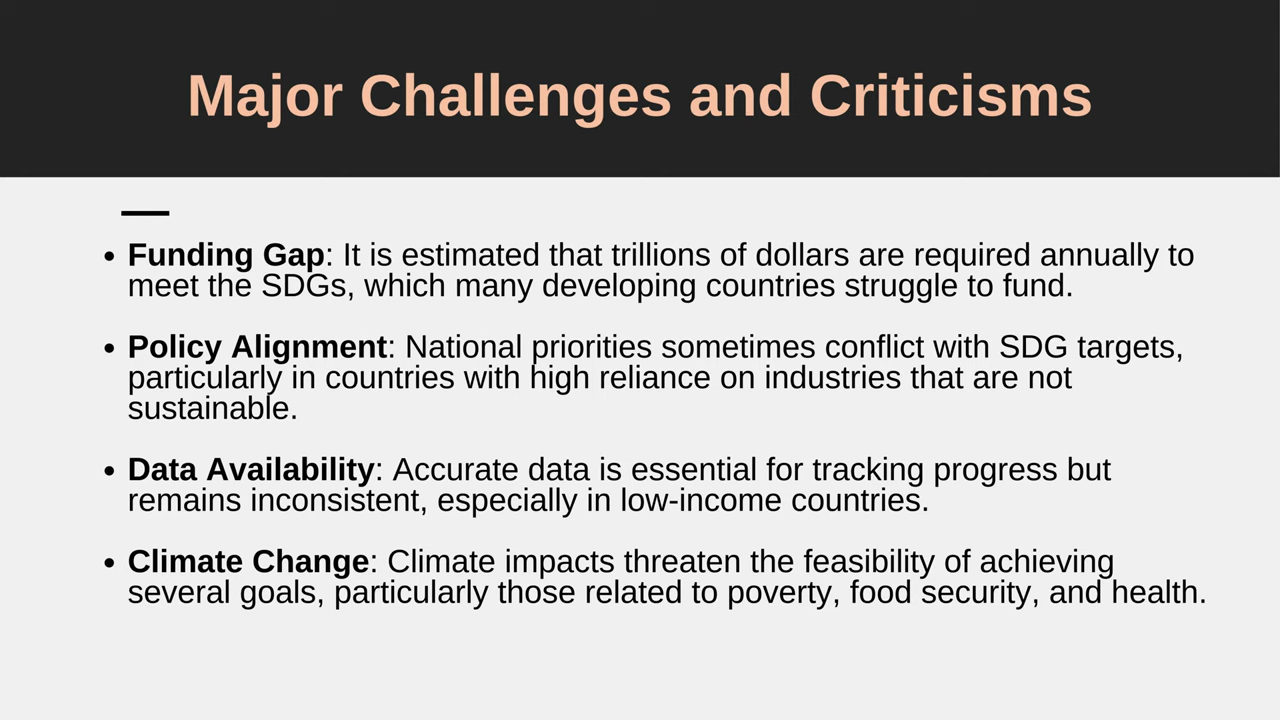 Major Challenges and Criticisms
• Funding Gap: It is estimated that trillions of dollars are required annually to
meet the SDGs, which many developing countries struggle to fund.
• Policy Alignment: National priorities sometimes conflict with SDG targets,
particularly in countries with high reliance on industries that are not
sustainable.
• Data Availability: Accurate data is essential for tracking progress but
remains inconsistent, especially in low-income countries.
• Climate Change: Climate impacts threaten the feasibility of achieving
several goals, particularly those related to poverty, food security, and health.